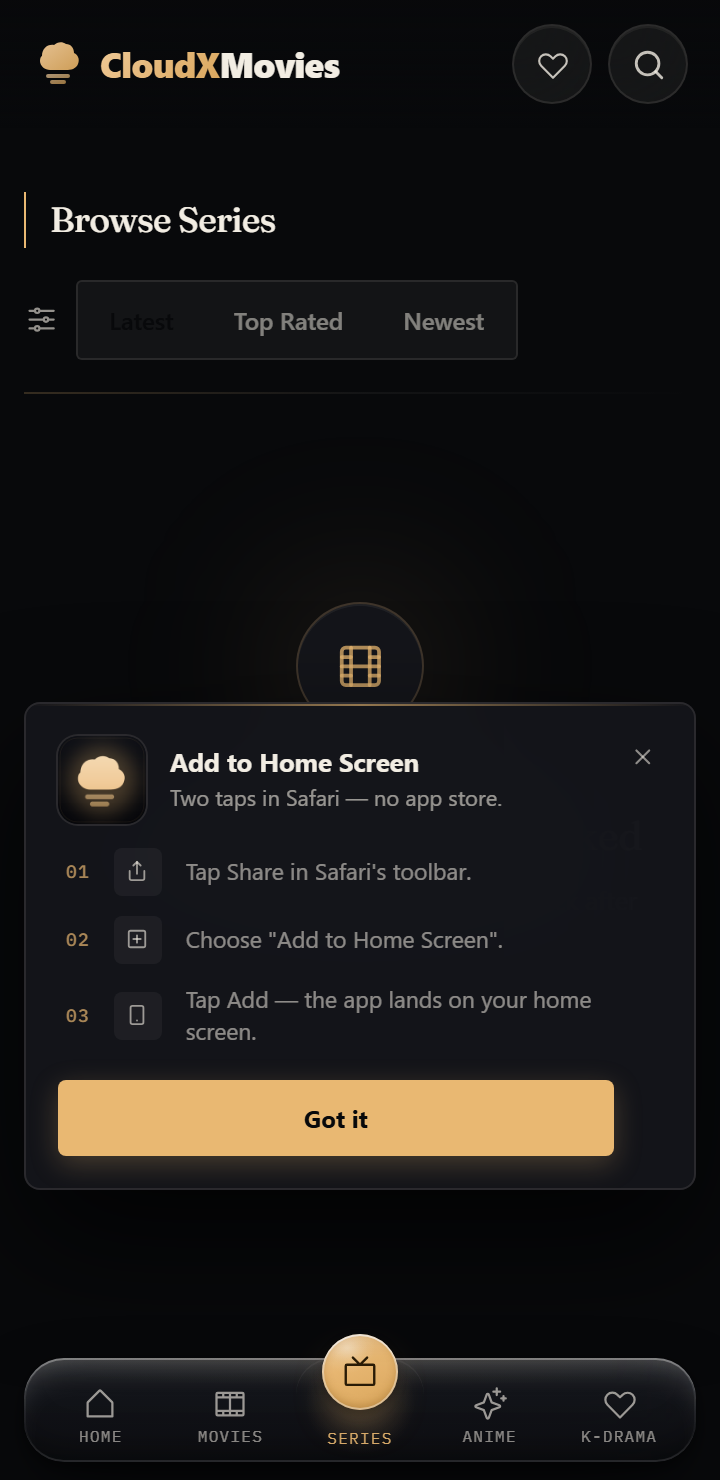 CloudXMovies
Browse Series
Latest Top Rated Newest
Add to Home Screen
Two taps in Safari — no app store.
01 Tap Share in Safari's toolbar.
02 Choose "Add to Home Screen".
03 Tap Add — the app lands on your home
screen.
Got it
HOME MOVIES SERIES ANIME K-DRAMA